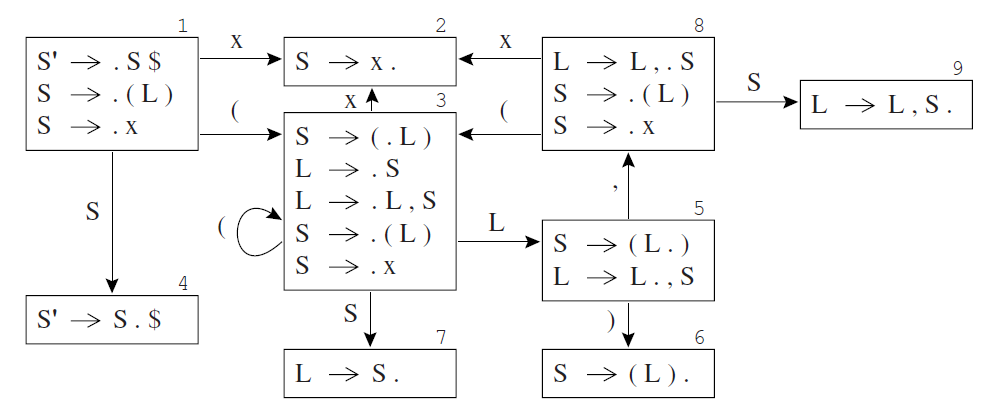 1
S' → . S $
S → . ( L )
S → . x
x
(
S
2
S → x .
x
3
S → ( . L )
L → . S
L → . L , S
S → . ( L )
S → . x
(
L
S
4
S' → S . $
7
L → S .
x
(
8
L → L , . S
S → . ( L )
S → . x
S
9
L → L , S .
,
5
S → ( L . )
L → L . , S
)
6
S → ( L ) .